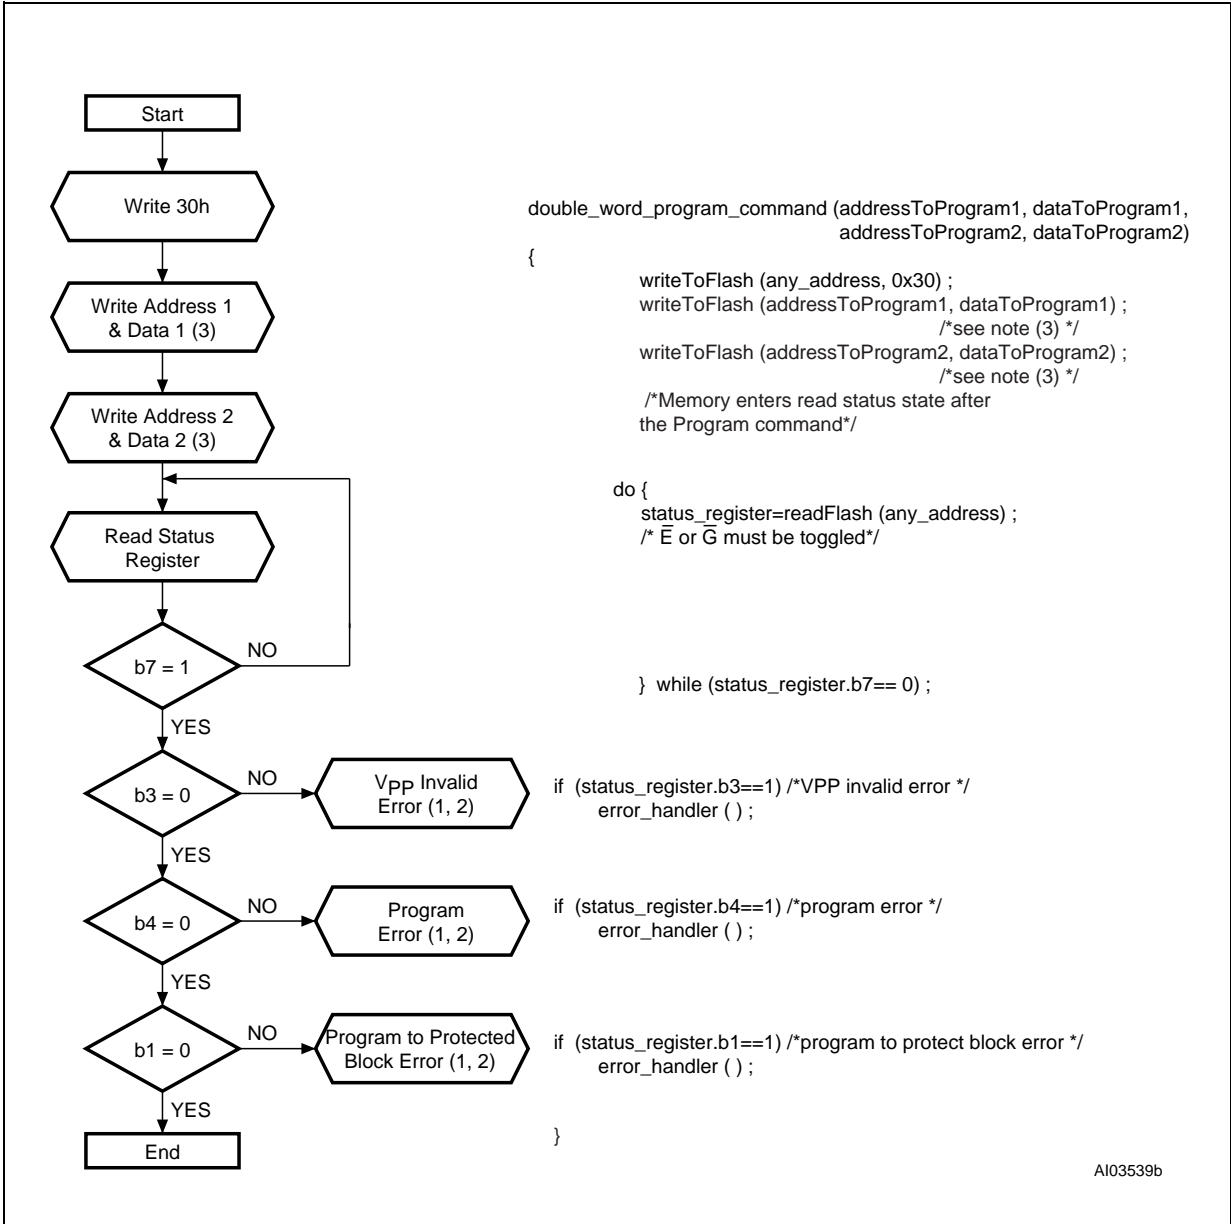 Start
Write 30h
Write Address 1
& Data 1 (3)
Write Address 2
& Data 2 (3)
Read Status
Register
b7 = 1
NO
YES
b3 = 0
NO
VPP Invalid
Error (1, 2)
YES
b4 = 0
NO
Program
Error (1, 2)
YES
b1 = 0
NO
Program to Protected
Block Error (1, 2)
YES
End
double_word_program_command (addressToProgram1, dataToProgram1,
addressToProgram2, dataToProgram2)
{
writeToFlash (any_address, 0x30) ;
writeToFlash (addressToProgram1, dataToProgram1) ;
/*see note (3) */
writeToFlash (addressToProgram2, dataToProgram2) ;
/*see note (3) */
/*Memory enters read status state after
the Program command*/
do {
status_register=readFlash (any_address) ;
/* E̅ or G̅ must be toggled*/
} while (status_register.b7== 0) ;
if (status_register.b3==1) /*VPP invalid error */
error_handler ( ) ;
if (status_register.b4==1) /*program error */
error_handler ( ) ;
if (status_register.b1==1) /*program to protect block error */
error_handler ( ) ;
}
AI03539b